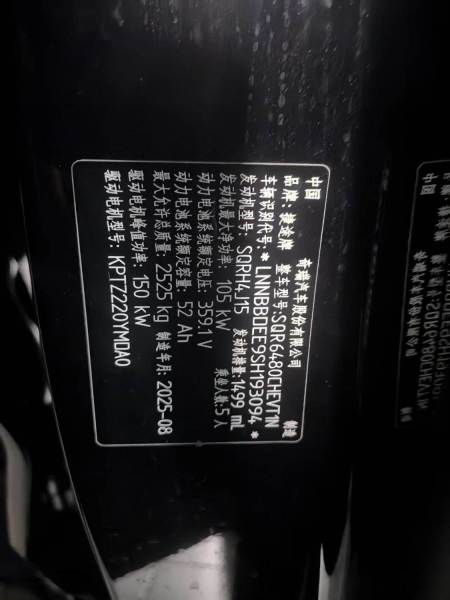 中国 奇瑞汽车股份有限公司 制造
品牌：捷途牌 整车型号：SQR6480CHEVT1N
车辆识别代号：*LNNBBDEE9SH193094*
发动机型号：SQRH4J15 发动机排量：1499 mL
发动机最大净功率：105 kW 乘坐人数：5人
动力电池系统额定电压：359.1V
动力电池系统额定容量：52 Ah
最大允许总质量：2525 kg 制造年月：2025-08
驱动电机峰值功率：150 kW
驱动电机型号：KPTZ220YMDA0
中国